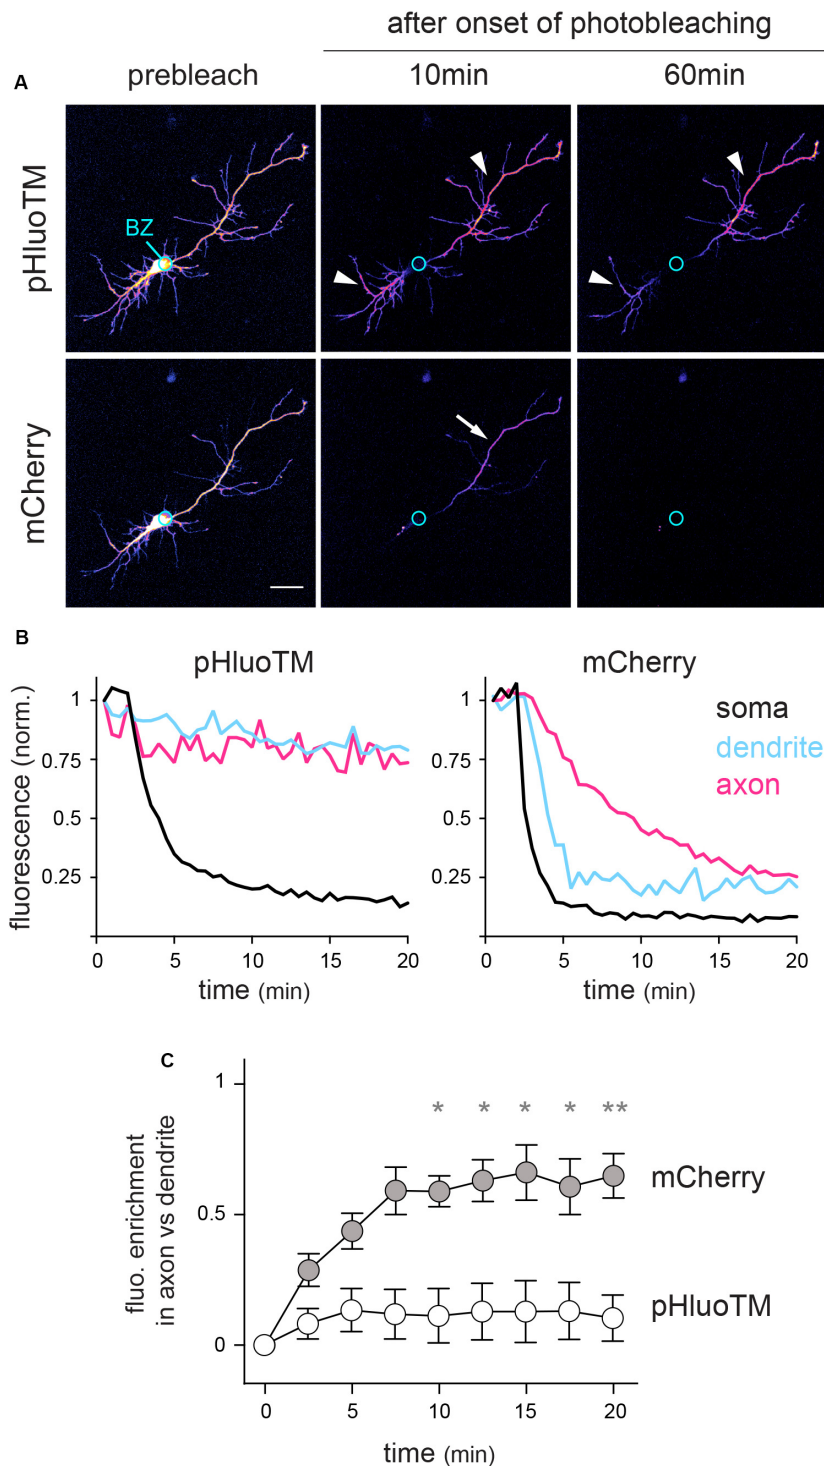 after onset of photobleaching
prebleach 10min 60min
A
pHluoTM
BZ
mCherry
B
pHluoTM mCherry
fluorescence (norm.)
1 1
0.75 0.75
0.5 0.5
0.25 0.25
soma
dendrite
axon
0 5 10 15 20 0 5 10 15 20
time (min) time (min)
C
fluo. enrichment
in axon vs dendrite
1
* * * * **
mCherry
0.5
pHluoTM
0
0 5 10 15 20
time (min)